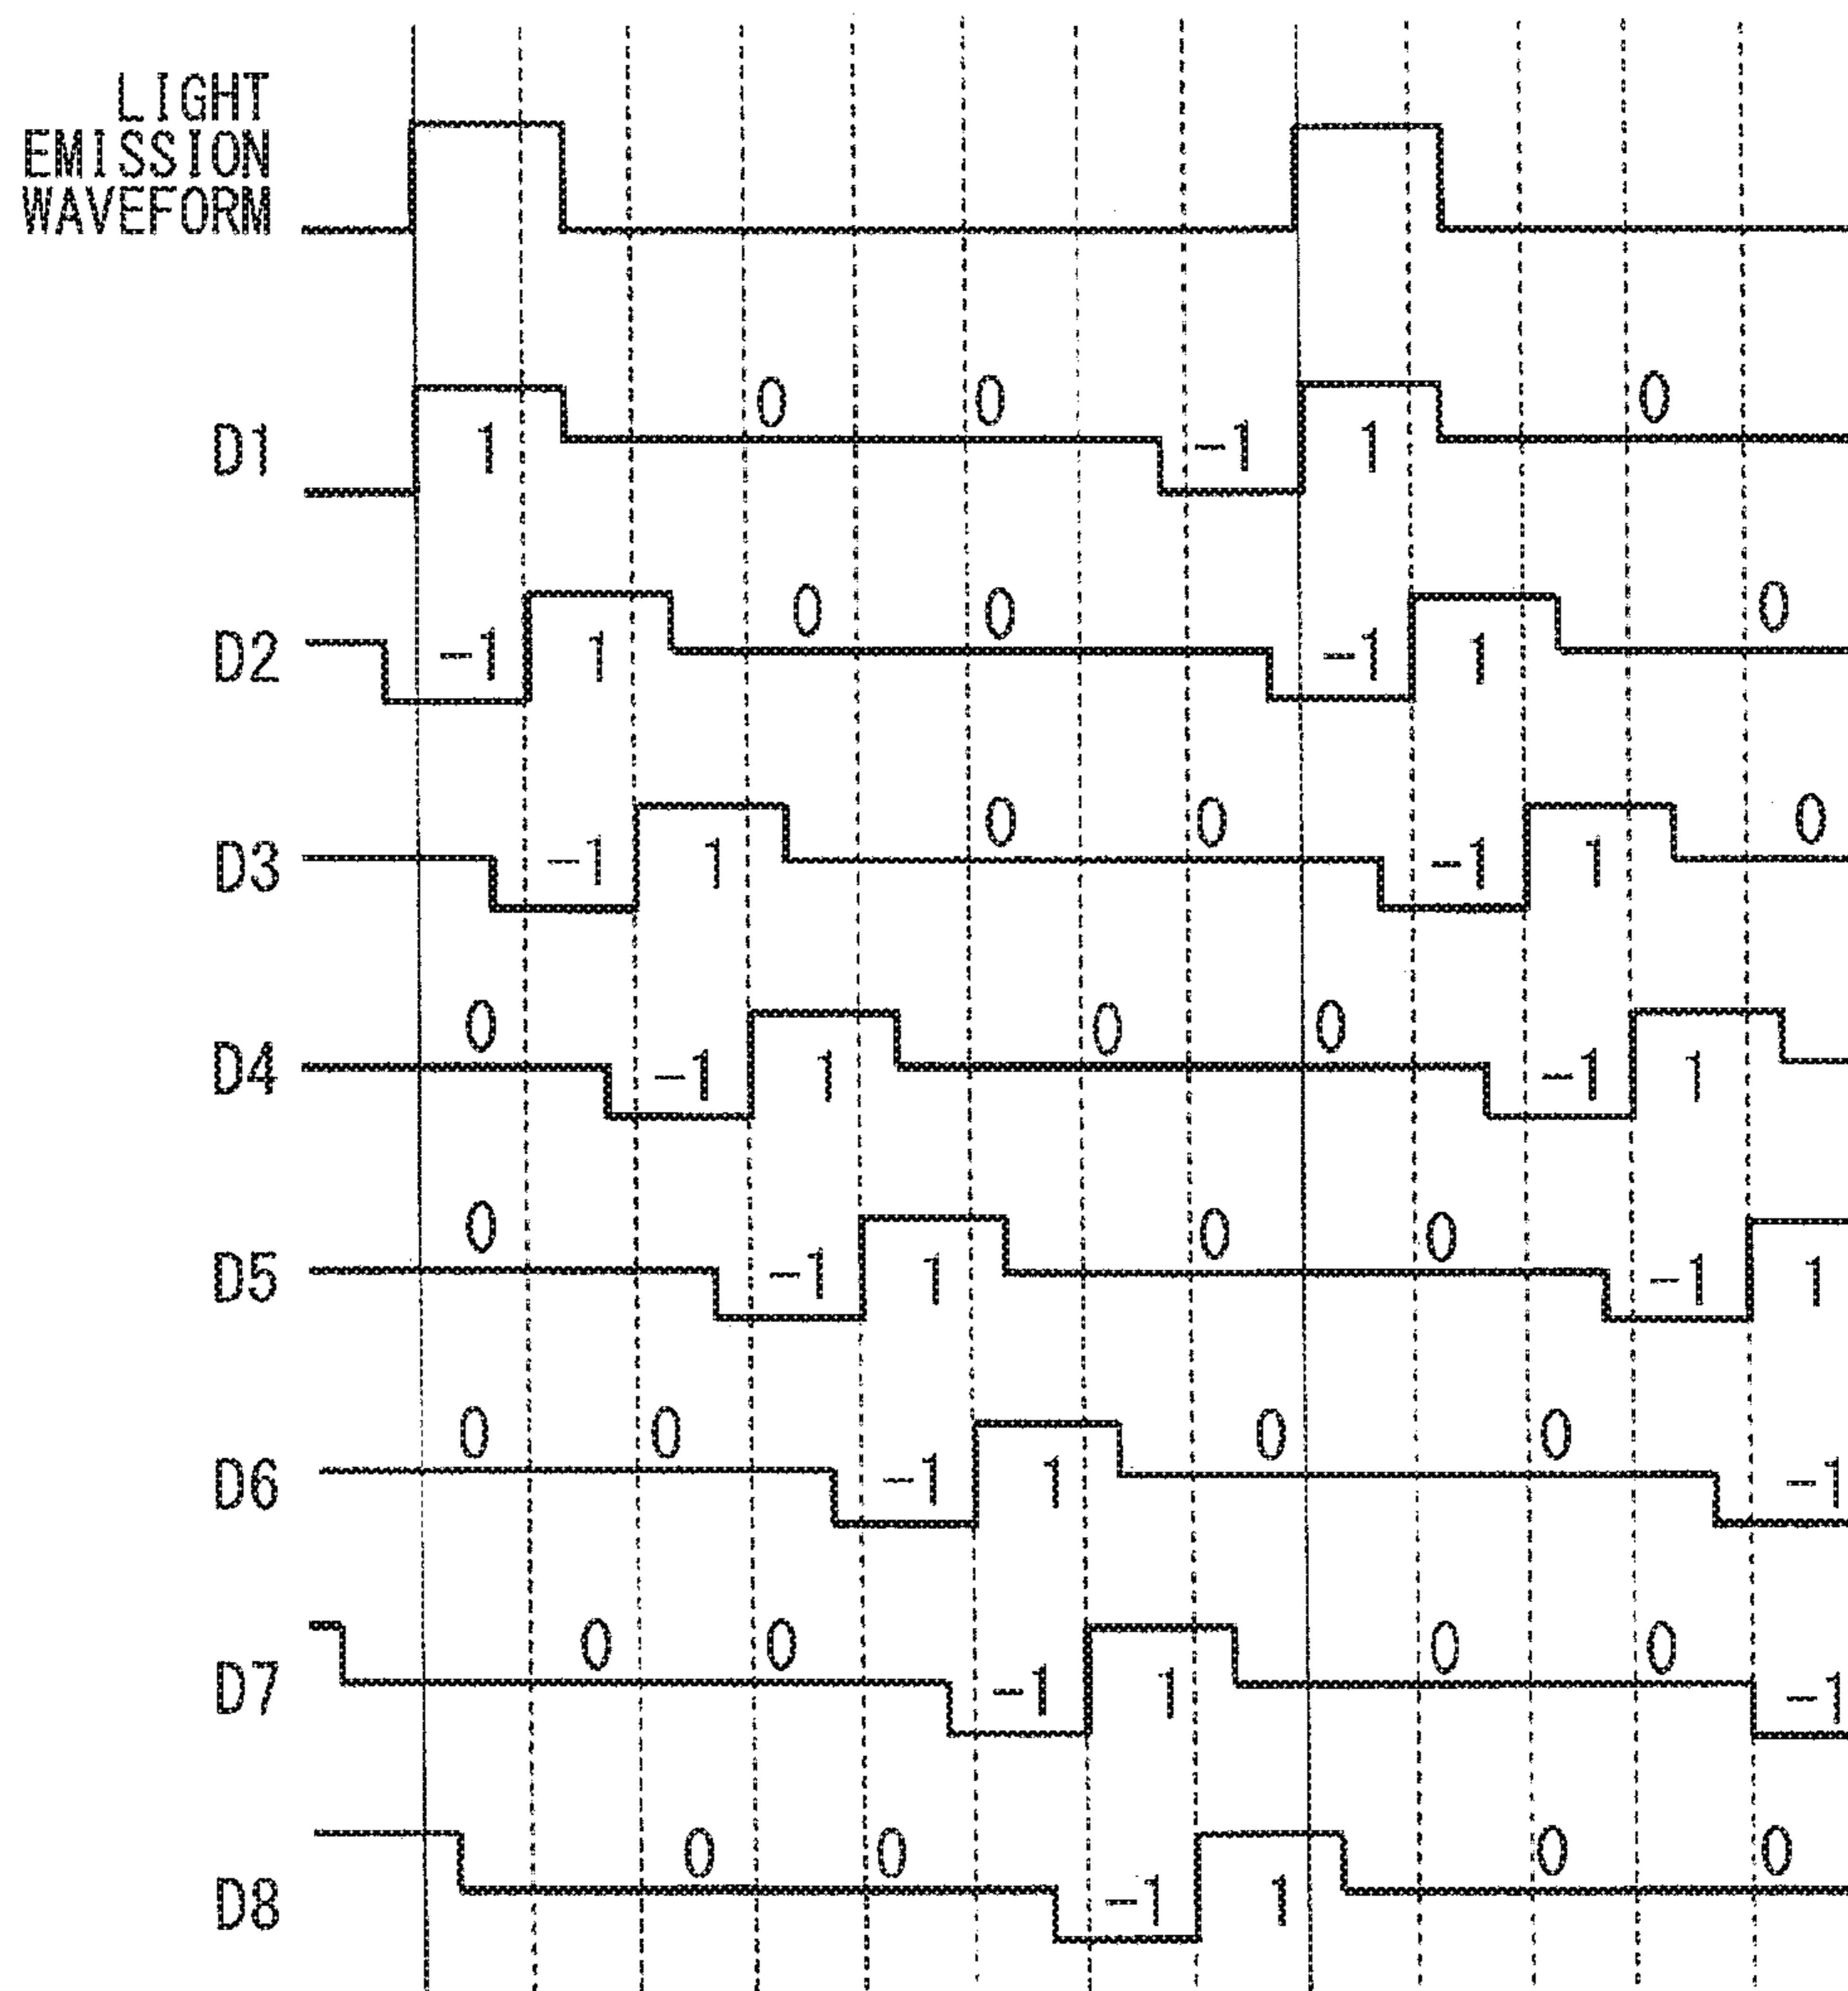 LIGHT
EMISSION
WAVEFORM
D1 1 0 0 -1 1 0
D2 -1 1 0 0 -1 1 0
D3 -1 1 0 0 -1 1 0
D4 0 -1 1 0 0 -1 1
D5 0 -1 1 0 0 -1 1
D6 0 0 -1 1 0 0 -1
D7 0 0 -1 1 0 0 -1
D8 0 0 -1 1 0 0